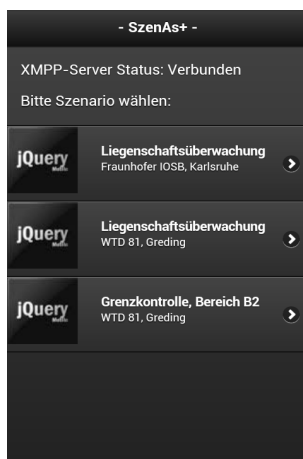 - SzenAs+ -
XMPP-Server Status: Verbunden
Bitte Szenario wählen:
jQuery
Liegenschaftsüberwachung
Fraunhofer IOSB, Karlsruhe
jQuery
Liegenschaftsüberwachung
WTD 81, Greding
jQuery
Grenzkontrolle, Bereich B2
WTD 81, Greding